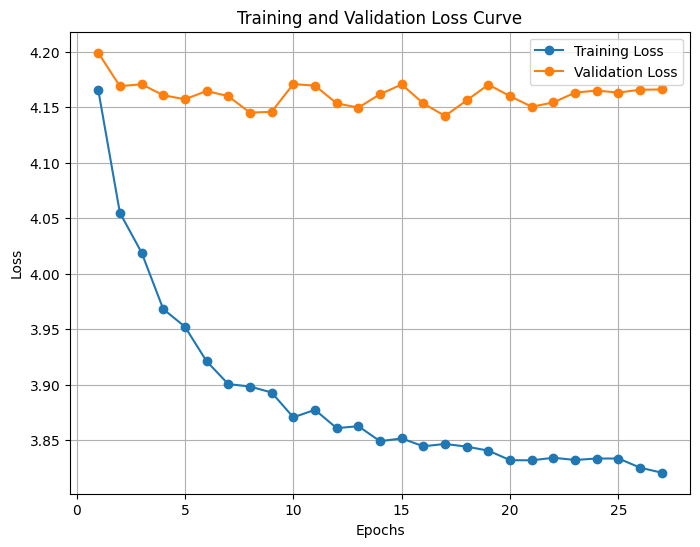 Training and Validation Loss Curve
Training Loss
Validation Loss
4.20
4.15
4.10
4.05
4.00
3.95
3.90
3.85
Loss
0
5
10
15
20
25
Epochs